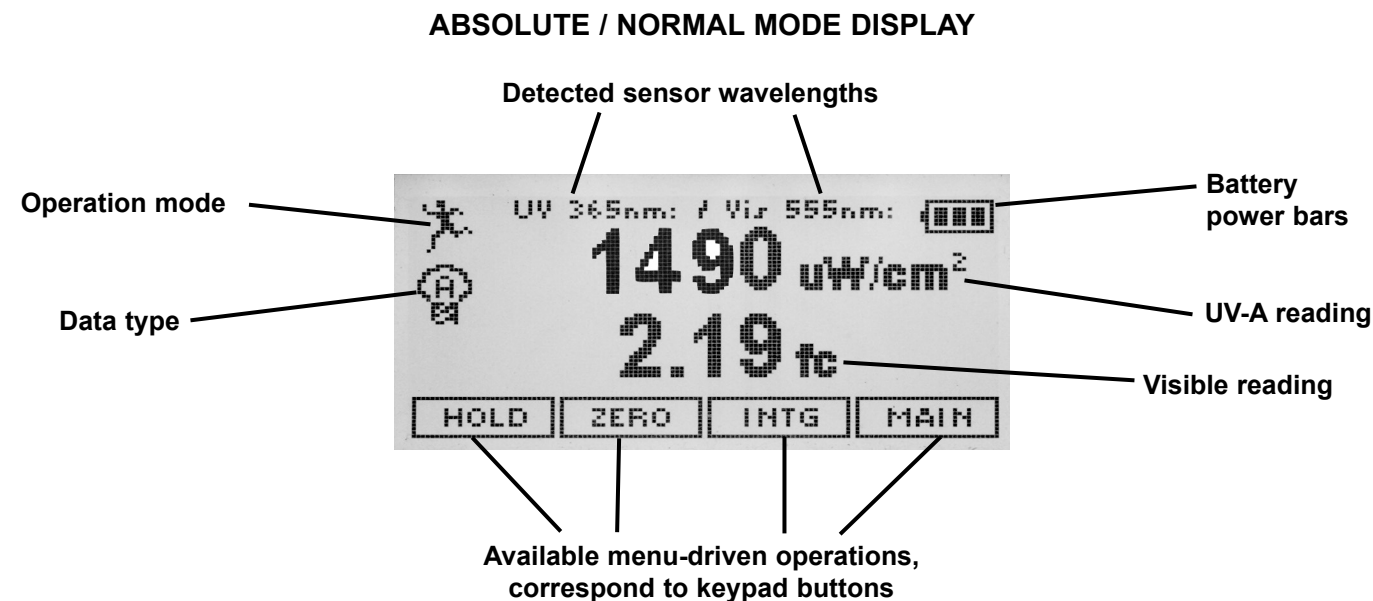 ABSOLUTE / NORMAL MODE DISPLAY
Detected sensor wavelengths
Operation mode
Battery
power bars
UV 365nm: / Vis 555nm:
1490 uW/cm²
A
Data type
UV-A reading
2.19 fc
Visible reading
HOLD ZERO INTG MAIN
Available menu-driven operations,
correspond to keypad buttons